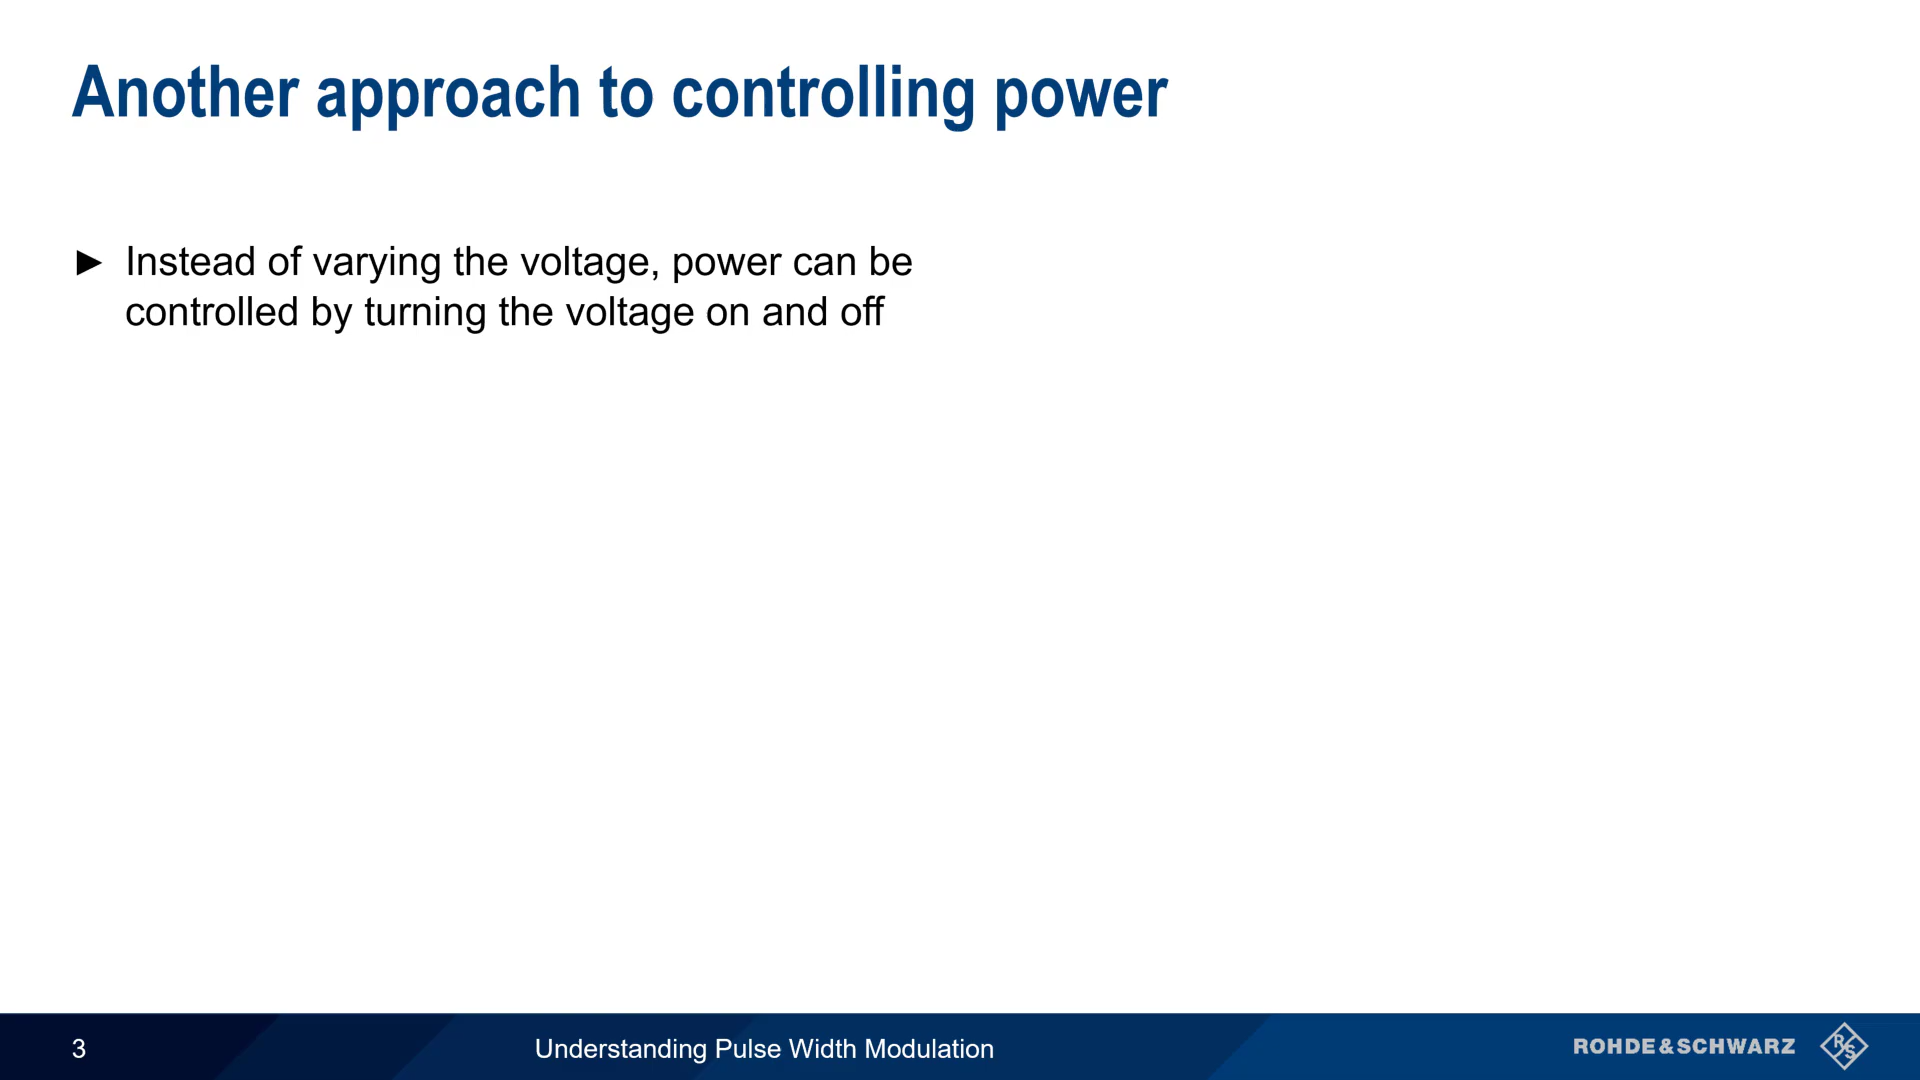 Another approach to controlling power
► Instead of varying the voltage, power can be
controlled by turning the voltage on and off
3
Understanding Pulse Width Modulation
ROHDE&SCHWARZ
R&S